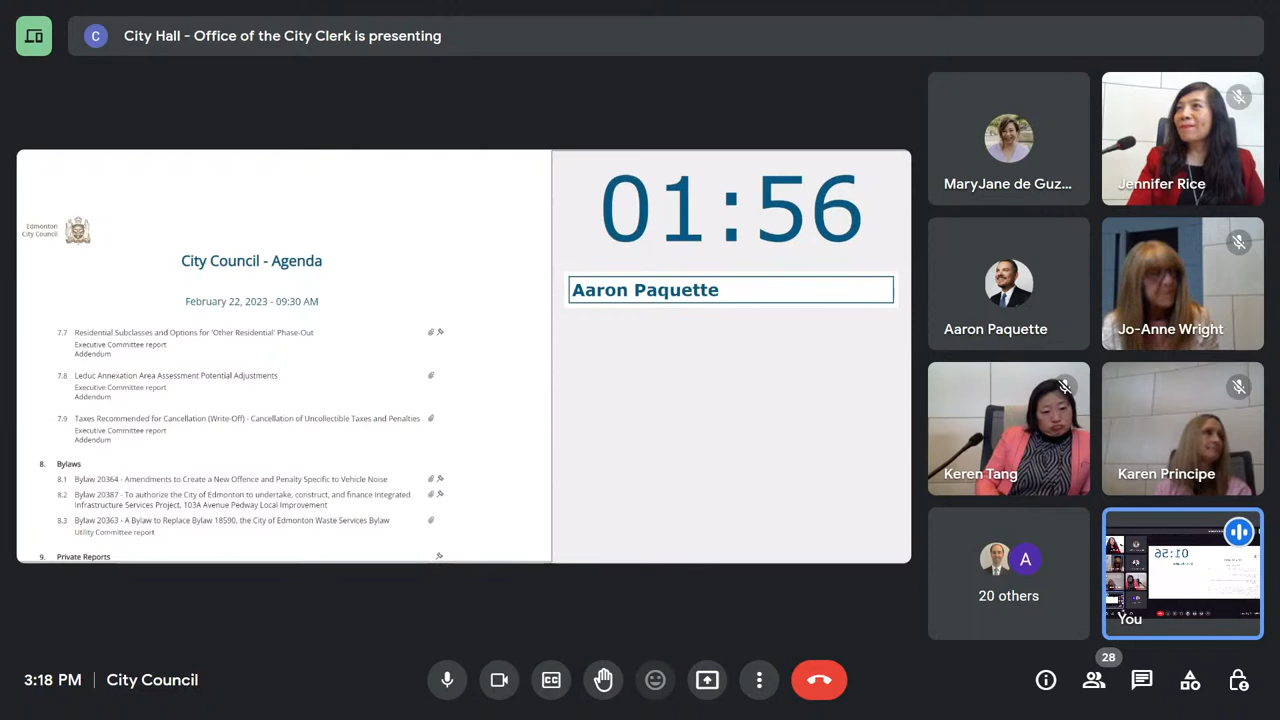 C
City Hall - Office of the City Clerk is presenting
Edmonton
City Council
City Council - Agenda
February 22, 2023 - 09:30 AM
7.7 Residential Subclasses and Options for 'Other Residential' Phase-Out
Executive Committee report
Addendum
7.8 Leduc Annexation Area Assessment Potential Adjustments
Executive Committee report
Addendum
7.9 Taxes Recommended for Cancellation (Write-Off) - Cancellation of Uncollectible Taxes and Penalties
Executive Committee report
Addendum
8. Bylaws
8.1 Bylaw 20364 - Amendments to Create a New Offence and Penalty Specific to Vehicle Noise
8.2 Bylaw 20387 - To authorize the City of Edmonton to undertake, construct, and finance Integrated
Infrastructure Services Project, 103A Avenue Pedway Local Improvement
8.3 Bylaw 20363 - A Bylaw to Replace Bylaw 18590, the City of Edmonton Waste Services Bylaw
Utility Committee report
9. Private Reports
01:56
Aaron Paquette
MaryJane de Guz...
Jennifer Rice
Aaron Paquette
Jo-Anne Wright
Keren Tang
Karen Principe
A
20 others
01:56
You
3:18 PM | City Council
CC
28